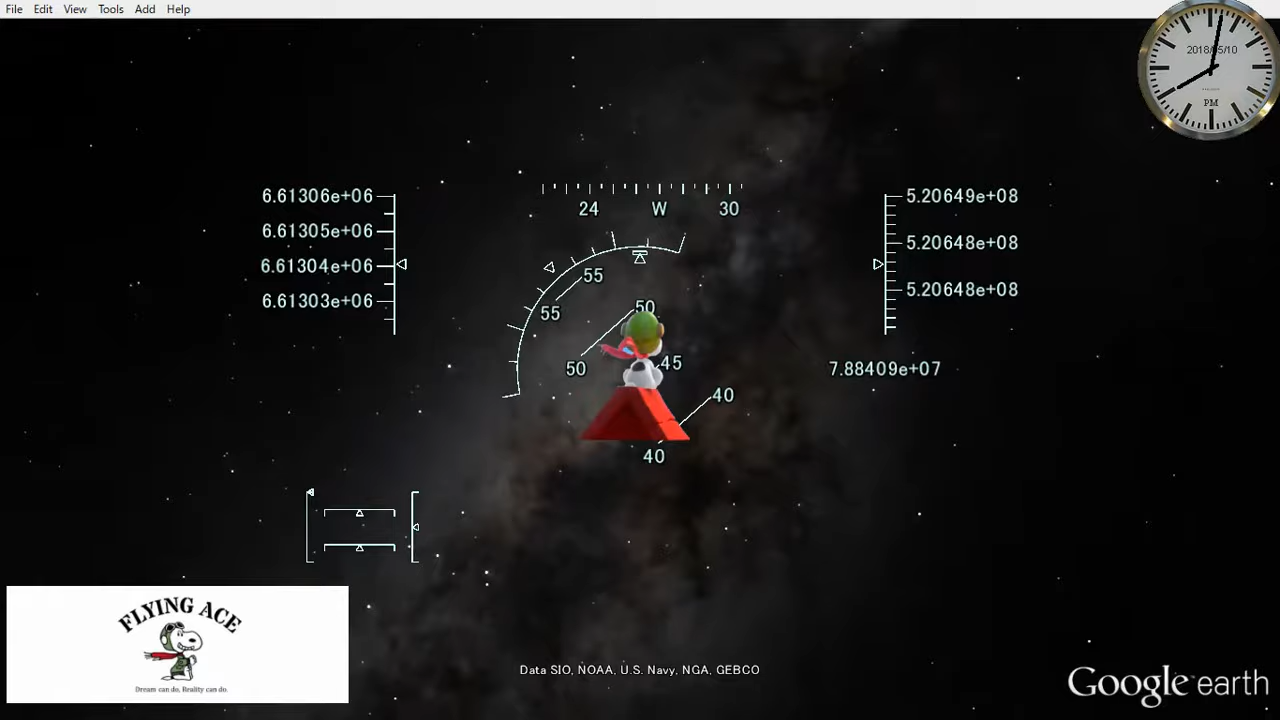 File Edit View Tools Add Help
2018/05/10
PM
24 W 30
6.61306e+06
6.61305e+06
6.61304e+06
6.61303e+06
5.20649e+08
5.20648e+08
5.20648e+08
7.88409e+07
55
55
50
50
45
40
40
FLYING ACE
Dream can do, Reality can do.
Data SIO, NOAA, U.S. Navy, NGA, GEBCO
Google earth